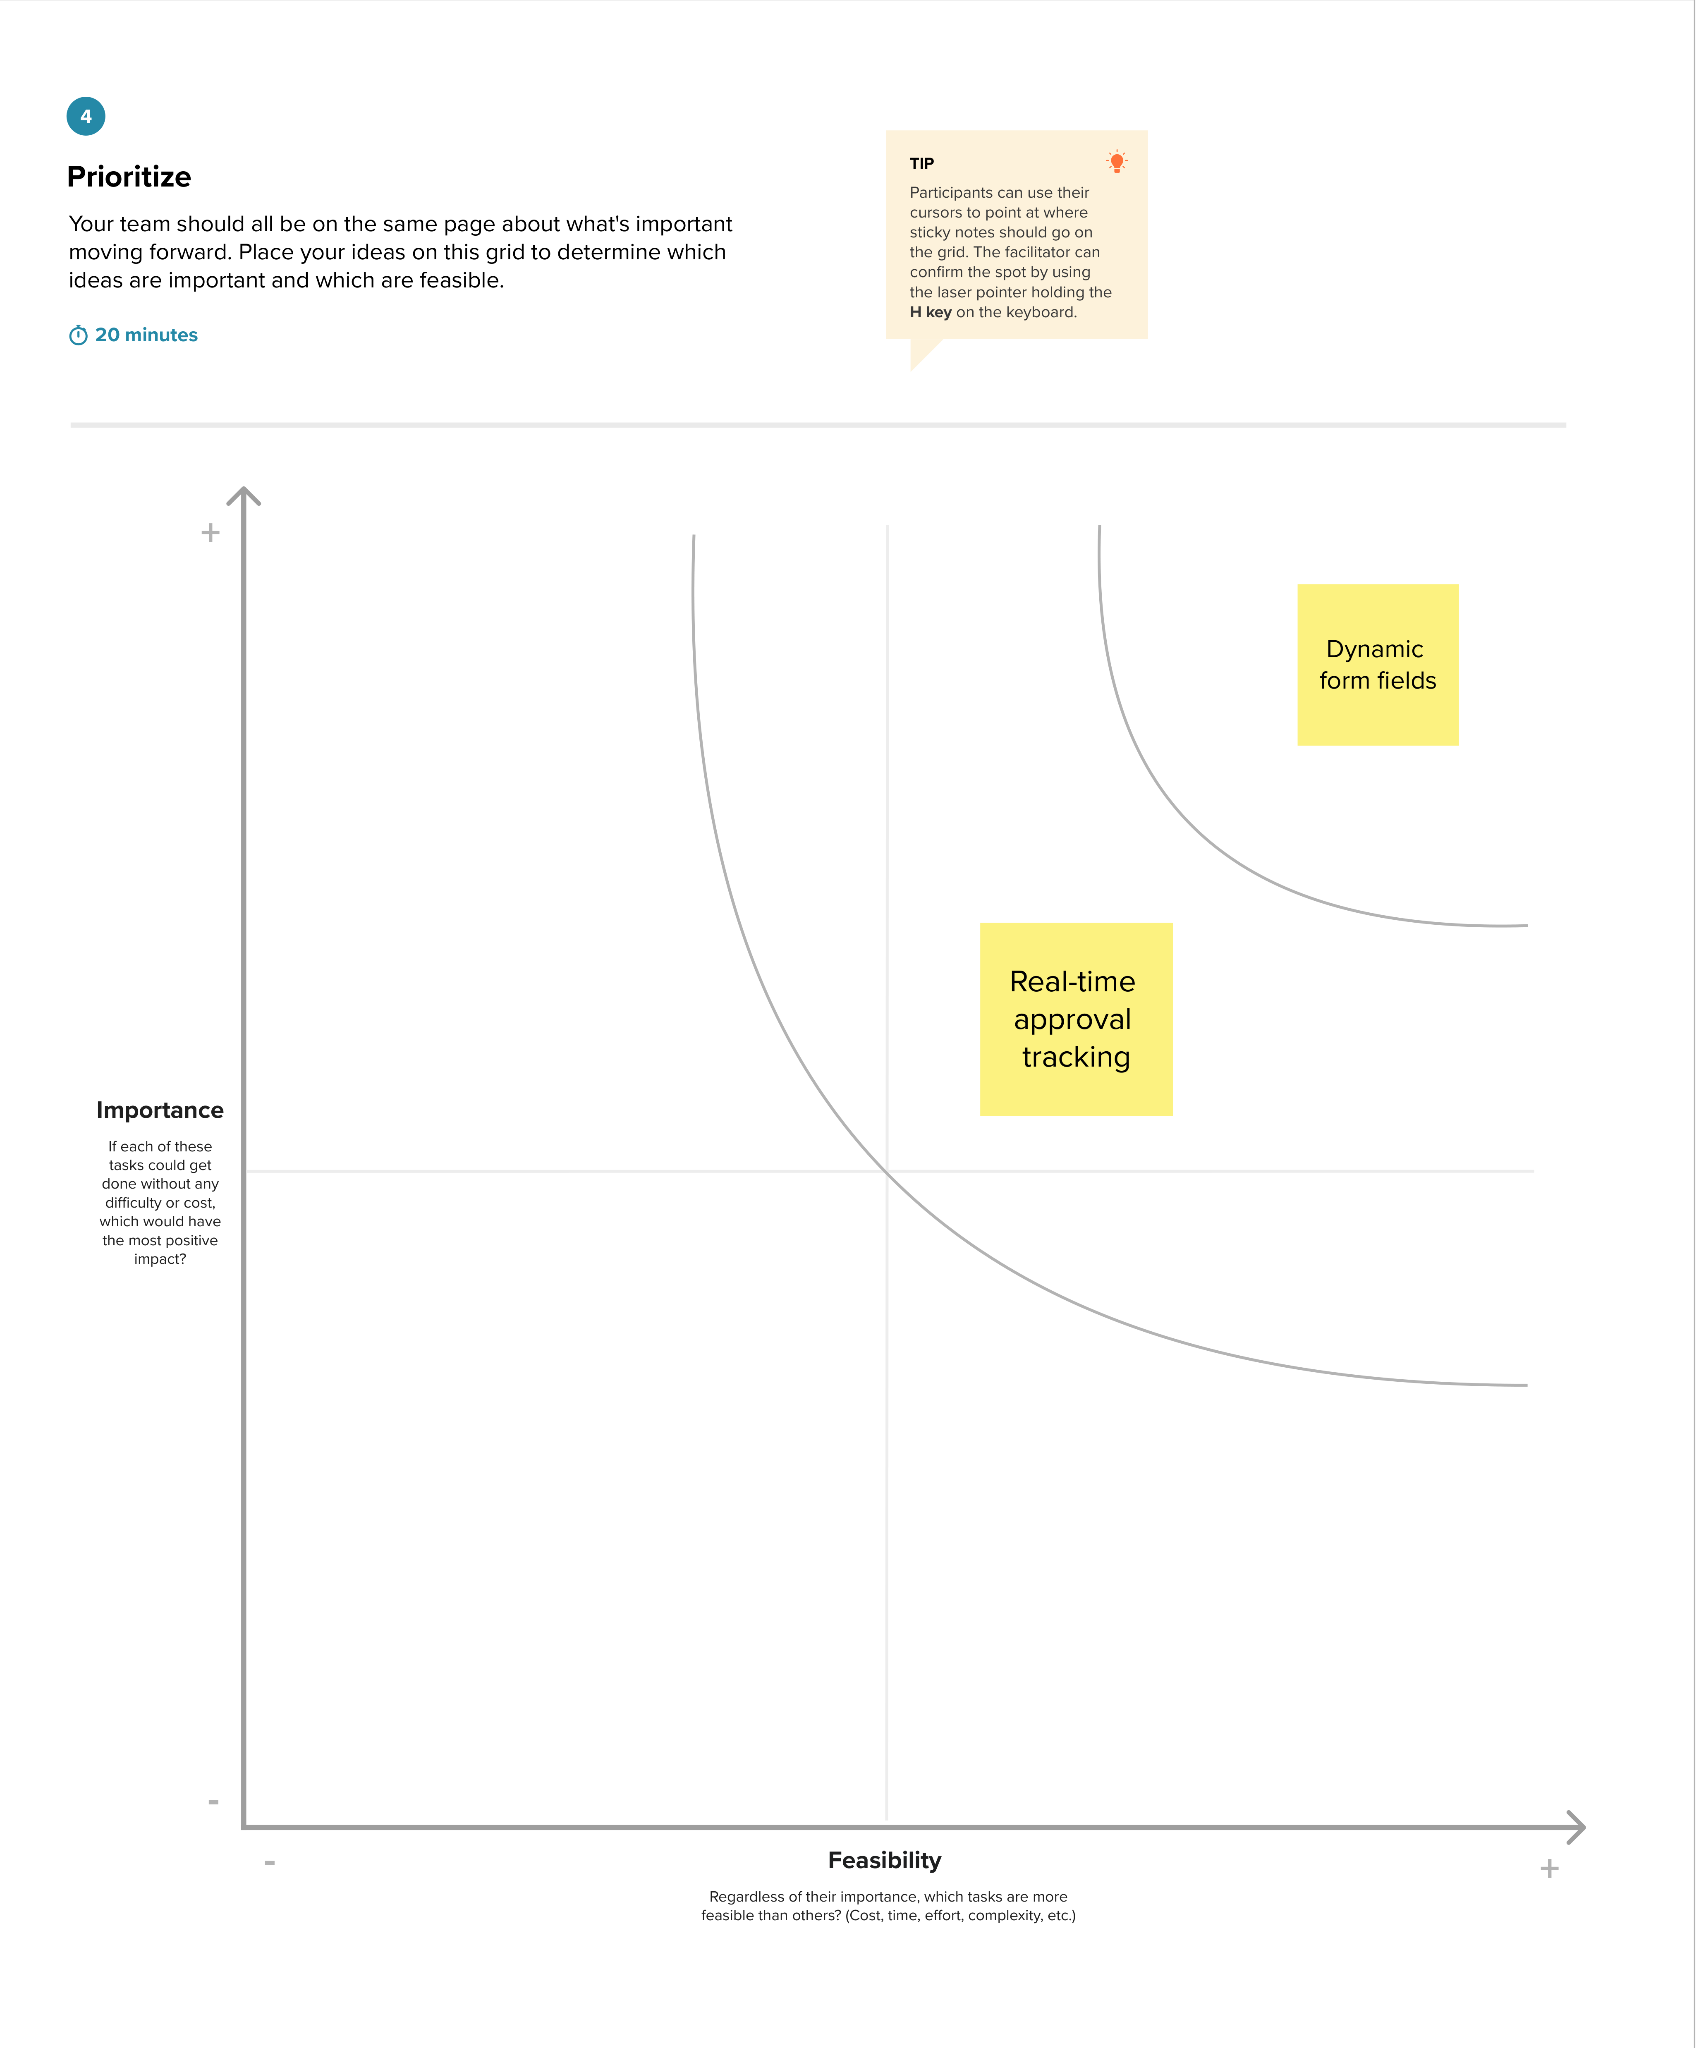 4
Prioritize
Your team should all be on the same page about what's important
moving forward. Place your ideas on this grid to determine which
ideas are important and which are feasible.
20 minutes
TIP
Participants can use their
cursors to point at where
sticky notes should go on
the grid. The facilitator can
confirm the spot by using
the laser pointer holding the
H key on the keyboard.
+
Dynamic
form fields
Real-time
approval
tracking
Importance
If each of these
tasks could get
done without any
difficulty or cost,
which would have
the most positive
impact?
-
-
Feasibility
+
Regardless of their importance, which tasks are more
feasible than others? (Cost, time, effort, complexity, etc.)